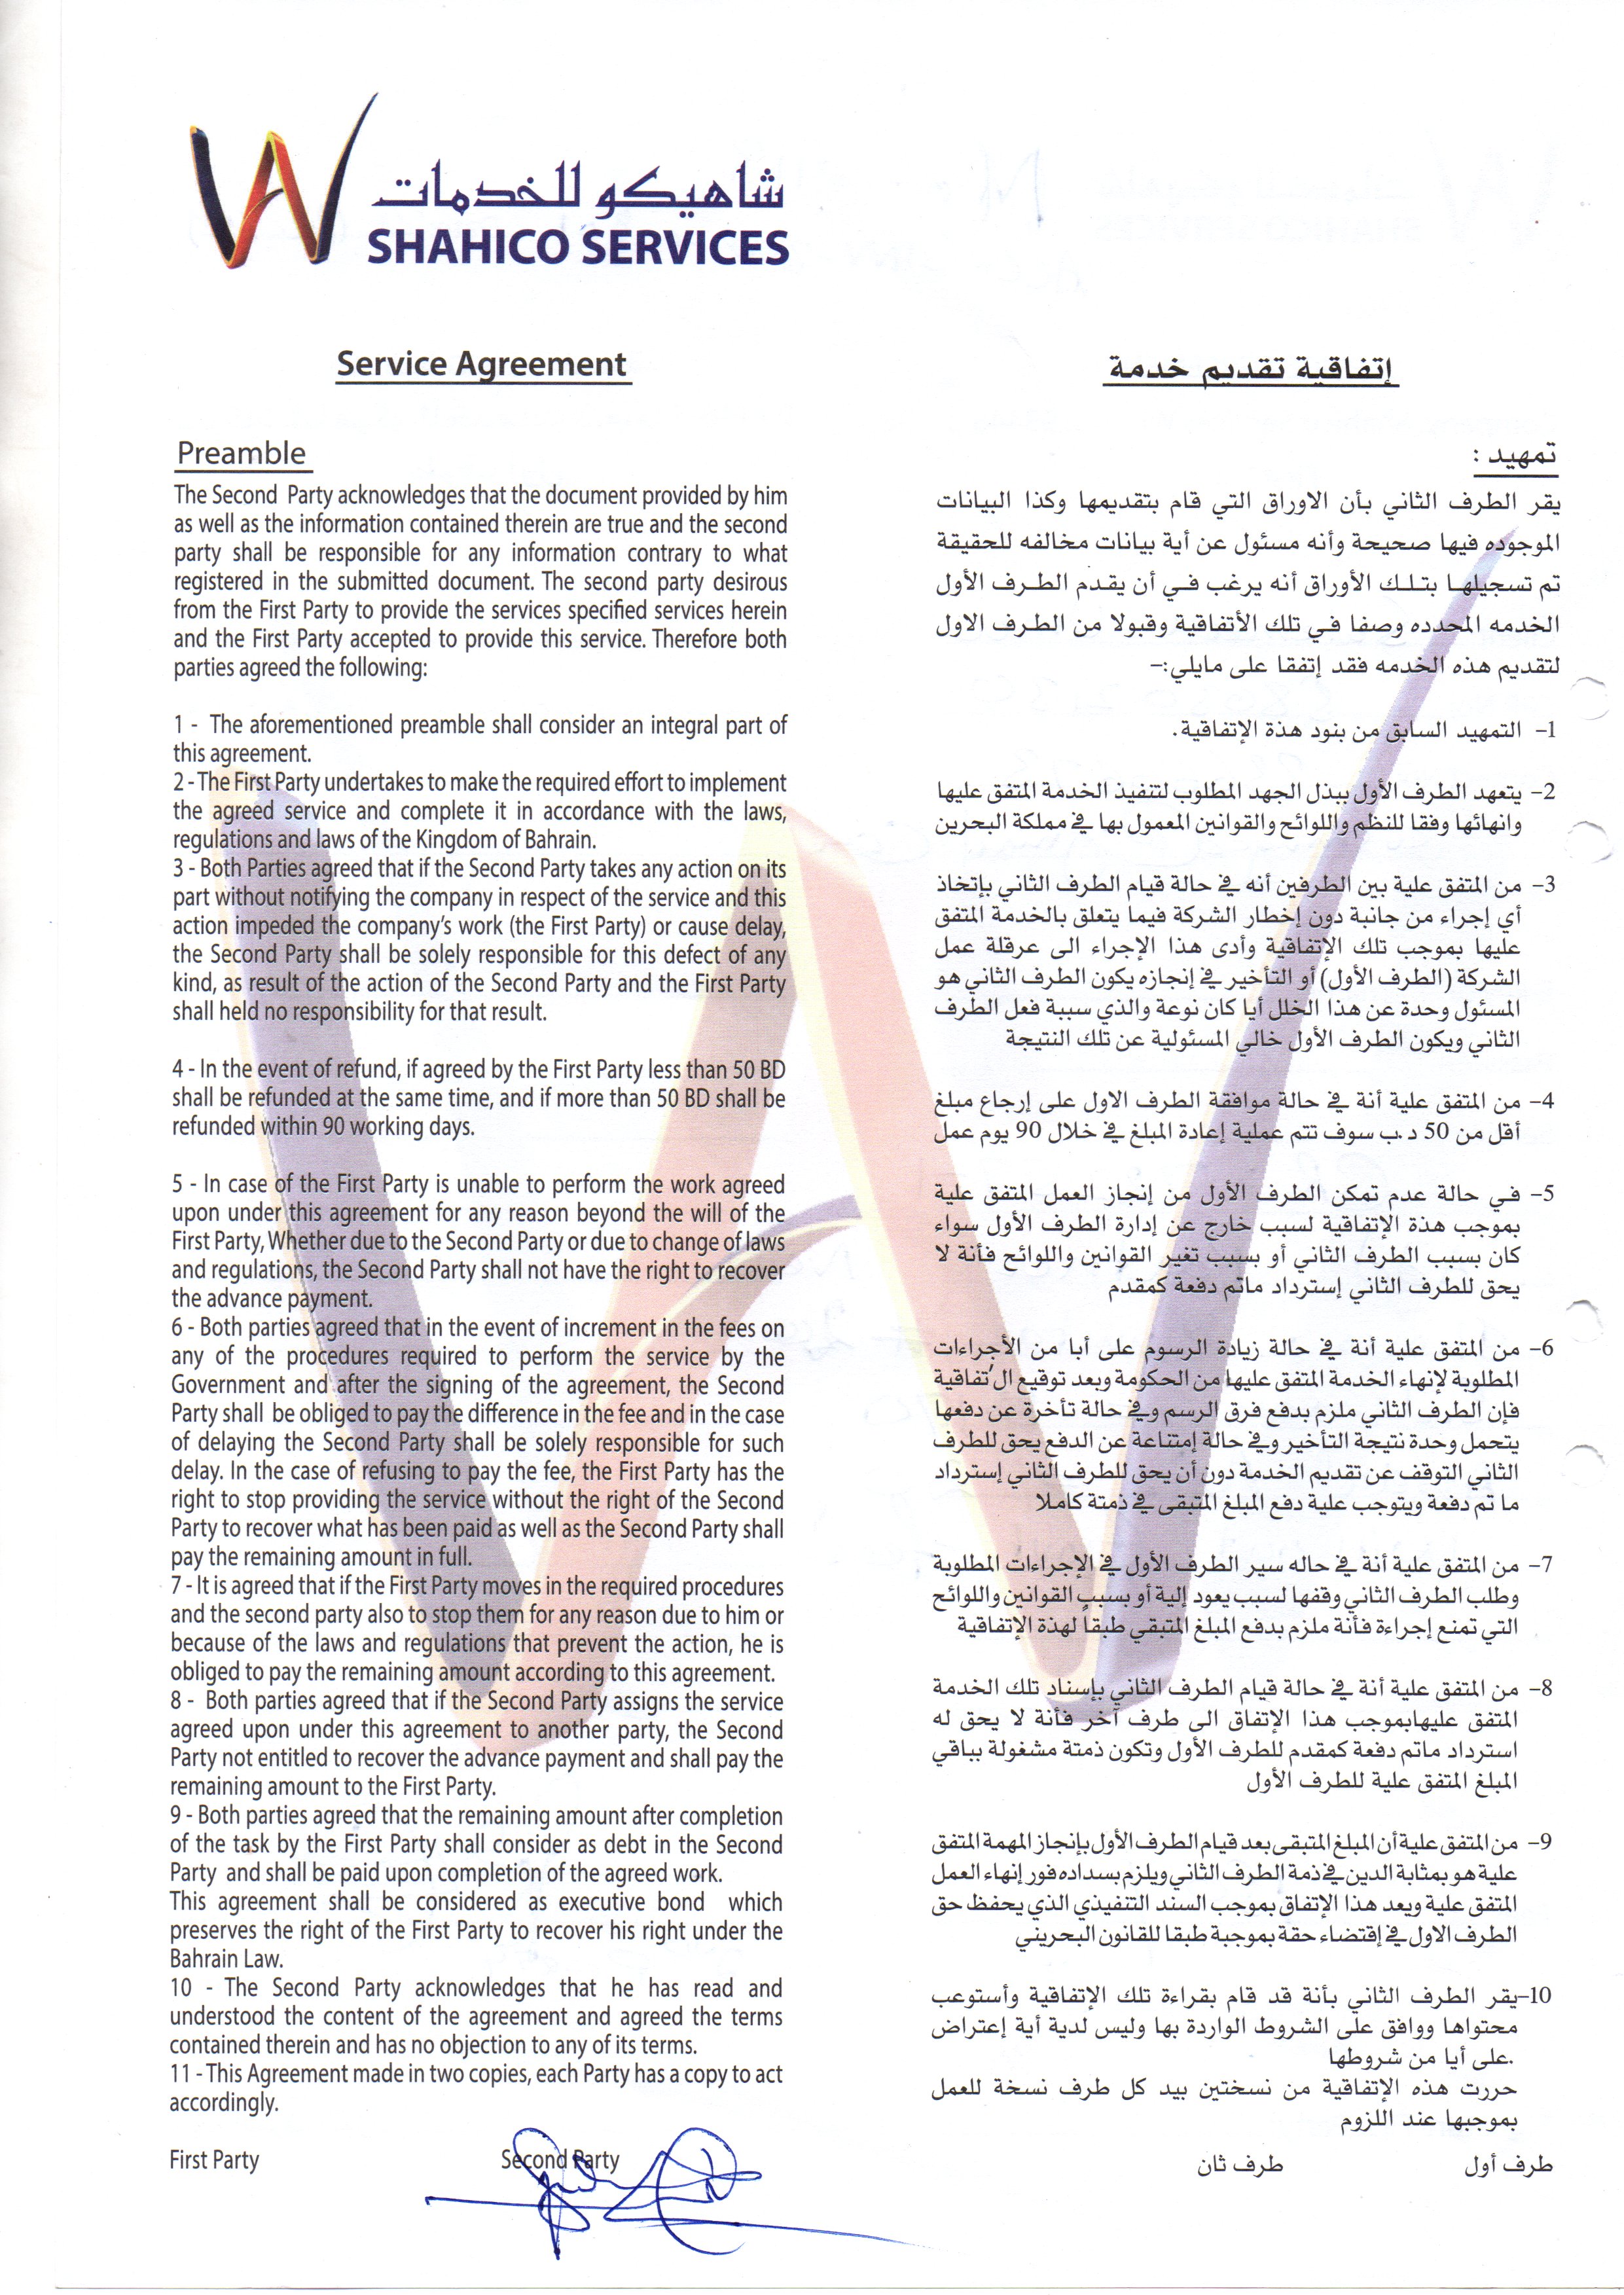 شاهيكو للخدمات
SHAHICO SERVICES
Service Agreement
Preamble
The Second Party acknowledges that the document provided by him
as well as the information contained therein are true and the second
party shall be responsible for any information contrary to what
registered in the submitted document. The second party desirous
from the First Party to provide the services specified services herein
and the First Party accepted to provide this service. Therefore both
parties agreed the following:
1 - The aforementioned preamble shall consider an integral part of
this agreement.
2 - The First Party undertakes to make the required effort to implement
the agreed service and complete it in accordance with the laws,
regulations and laws of the Kingdom of Bahrain.
3 - Both Parties agreed that if the Second Party takes any action on its
part without notifying the company in respect of the service and this
action impeded the company's work (the First Party) or cause delay,
the Second Party shall be solely responsible for this defect of any
kind, as result of the action of the Second Party and the First Party
shall held no responsibility for that result.
4 - In the event of refund, if agreed by the First Party less than 50 BD
shall be refunded at the same time, and if more than 50 BD shall be
refunded within 90 working days.
5 - In case of the First Party is unable to perform the work agreed
upon under this agreement for any reason beyond the will of the
First Party, Whether due to the Second Party or due to change of laws
and regulations, the Second Party shall not have the right to recover
the advance payment.
6 - Both parties agreed that in the event of increment in the fees on
any of the procedures required to perform the service by the
Government and after the signing of the agreement, the Second
Party shall be obliged to pay the difference in the fee and in the case
of delaying the Second Party shall be solely responsible for such
delay. In the case of refusing to pay the fee, the First Party has the
right to stop providing the service without the right of the Second
Party to recover what has been paid as well as the Second Party shall
pay the remaining amount in full.
7 - It is agreed that if the First Party moves in the required procedures
and the second party also to stop them for any reason due to him or
because of the laws and regulations that prevent the action, he is
obliged to pay the remaining amount according to this agreement.
8 - Both parties agreed that if the Second Party assigns the service
agreed upon under this agreement to another party, the Second
Party not entitled to recover the advance payment and shall pay the
remaining amount to the First Party.
9 - Both parties agreed that the remaining amount after completion
of the task by the First Party shall consider as debt in the Second
Party and shall be paid upon completion of the agreed work.
This agreement shall be considered as executive bond which
preserves the right of the First Party to recover his right under the
Bahrain Law.
10 - The Second Party acknowledges that he has read and
understood the content of the agreement and agreed the terms
contained therein and has no objection to any of its terms.
11 - This Agreement made in two copies, each Party has a copy to act
accordingly.
First Party Second Party
إتفاقية تقديم خدمة
تمهيد :
يقر الطرف الثاني بأن الاوراق التي قام بتقديمها وكذا البيانات
الموجوده فيها صحيحة وأنه مسئول عن أية بيانات مخالفه للحقيقة
تم تسجيلها بتلك الأوراق أنه يرغب في أن يقدم الطرف الأول
الخدمه المحدده وصفا في تلك الأتفاقية وقبولا من الطرف الاول
لتقديم هذه الخدمه فقد إتفقا على مايلي:-
1- التمهيد السابق من بنود هذة الإتفاقية.
2- يتعهد الطرف الأول ببذل الجهد المطلوب لتنفيذ الخدمة المتفق عليها
وانهائها وفقا للنظم واللوائح والقوانين المعمول بها في مملكة البحرين
3- من المتفق علية بين الطرفين أنه في حالة قيام الطرف الثاني بإتخاذ
أي إجراء من جانبة دون إخطار الشركة فيما يتعلق بالخدمة المتفق
عليها بموجب تلك الإتفاقية وأدى هذا الإجراء الى عرقلة عمل
الشركة (الطرف الأول) أو التأخير في إنجازه يكون الطرف الثاني هو
المسئول وحدة عن هذا الخلل أيا كان نوعة والذي سببة فعل الطرف
الثاني ويكون الطرف الأول خالي المسئولية عن تلك النتيجة
4- من المتفق علية أنة في حالة موافقة الطرف الاول على إرجاع مبلغ
أقل من 50 د.ب سوف تتم عملية إعادة المبلغ في خلال 90 يوم عمل
5- في حالة عدم تمكن الطرف الأول من إنجاز العمل المتفق علية
بموجب هذة الإتفاقية لسبب خارج عن إدارة الطرف الأول سواء
كان بسبب الطرف الثاني أو بسبب تغير القوانين واللوائح فأنة لا
يحق للطرف الثاني إسترداد ماتم دفعة كمقدم
6- من المتفق علية أنة في حالة زيادة الرسوم على أبا من الأجراءات
المطلوبة لإنهاء الخدمة المتفق عليها من الحكومة وبعد توقيع ال'تفاقية
فإن الطرف الثاني ملزم بدفع فرق الرسم وفي حالة تأخرة عن دفعها
يتحمل وحدة نتيجة التأخير وفي حالة إمتناعة عن الدفع يحق للطرف
الثاني التوقف عن تقديم الخدمة دون أن يحق للطرف الثاني إسترداد
ما تم دفعة ويتوجب علية دفع المبلغ المتبقى في ذمتة كاملا
7- من المتفق علية أنة في حاله سير الطرف الأول في الإجراءات المطلوبة
وطلب الطرف الثاني وقفها لسبب يعود إلية أو بسبب القوانين واللوائح
التي تمنع إجراءة فأنة ملزم بدفع المبلغ المتبقي طبقاً لهذة الإتفاقية
8- من المتفق علية أنة في حالة قيام الطرف الثاني بإسناد تلك الخدمة
المتفق عليهابموجب هذا الإتفاق الى طرف آخر فأنة لا يحق له
استرداد ماتم دفعة كمقدم للطرف الأول وتكون ذمتة مشغولة بباقي
المبلغ المتفق علية للطرف الأول
9- من المتفق علية أن المبلغ المتبقى بعد قيام الطرف الأول بإنجاز المهمة المتفق
علية هو بمثابة الدين في ذمة الطرف الثاني ويلزم بسداده فور إنهاء العمل
المتفق علية ويعد هذا الإتفاق بموجب السند التنفيذي الذي يحفظ حق
الطرف الاول في إقتضاء حقة بموجبة طبقا للقانون البحريني
10-يقر الطرف الثاني بأنة قد قام بقراءة تلك الإتفاقية وأستوعب
محتواها ووافق على الشروط الواردة بها وليس لدية أية إعتراض
.على أيا من شروطها
حررت هذه الإتفاقية من نسختين بيد كل طرف نسخة للعمل
بموجبها عند اللزوم
طرف أول طرف ثان